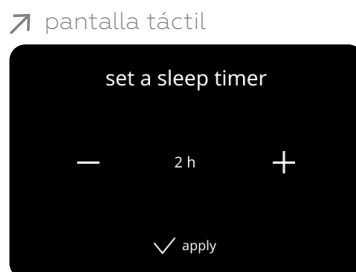 pantalla táctil
set a sleep timer
− 2 h +
apply